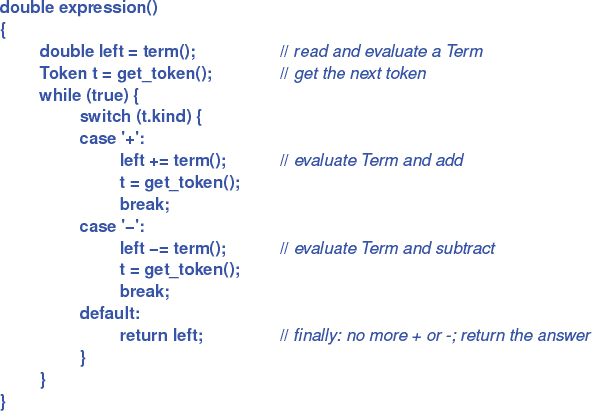 double expression()
{
double left = term(); // read and evaluate a Term
Token t = get_token(); // get the next token
while (true) {
switch (t.kind) {
case '+':
left += term(); // evaluate Term and add
t = get_token();
break;
case '–':
left –= term(); // evaluate Term and subtract
t = get_token();
break;
default:
return left; // finally: no more + or -; return the answer
}
}
}